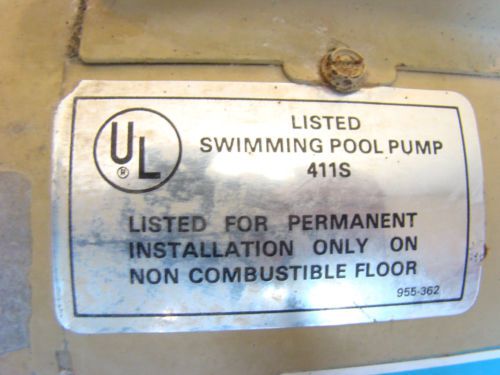 UL
®
LISTED
SWIMMING POOL PUMP
411S
LISTED FOR PERMANENT
INSTALLATION ONLY ON
NON COMBUSTIBLE FLOOR
955-362